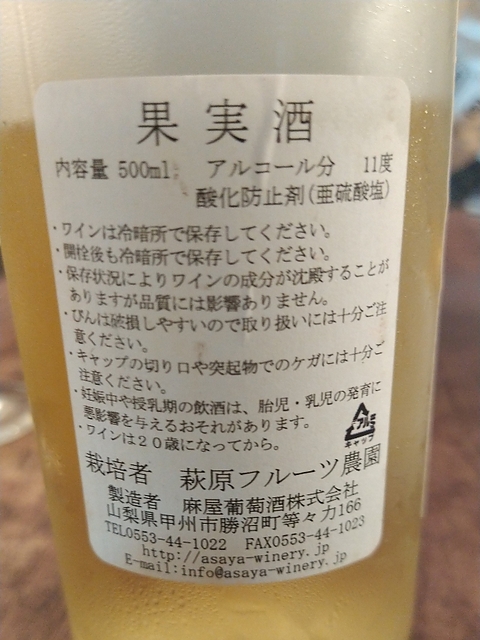 果実酒
内容量 500ml アルコール分 11度
酸化防止剤(亜硫酸塩)
・ワインは冷暗所で保存してください。
・開栓後も冷暗所で保存してください。
・保存状況によりワインの成分が沈殿することが
ありますが品質には影響ありません。
・びんは破損しやすいので取り扱いには十分ご注
意ください。
・キャップの切り口や突起物でのケガには十分ご
注意ください。
・妊娠中や授乳期の飲酒は、胎児・乳児の発育に
悪影響を与えるおそれがあります。
・ワインは20歳になってから。
アルミ
キャップ
栽培者 萩原フルーツ農園
製造者 麻屋葡萄酒株式会社
山梨県甲州市勝沼町等々力166
TEL0553-44-1022 FAX0553-44-1023
http://asaya-winery.jp
E-mail:info@asaya-winery.jp